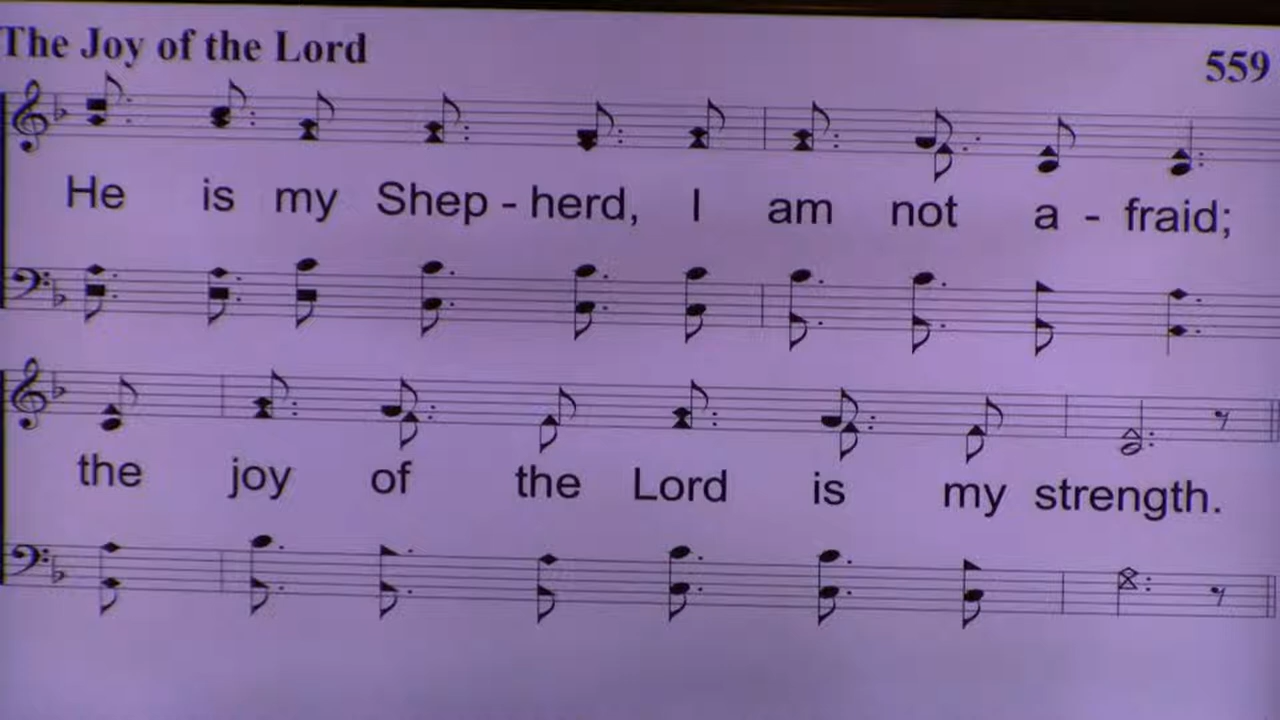 The Joy of the Lord 559
He is my Shep - herd, I am not a - fraid;
the joy of the Lord is my strength.